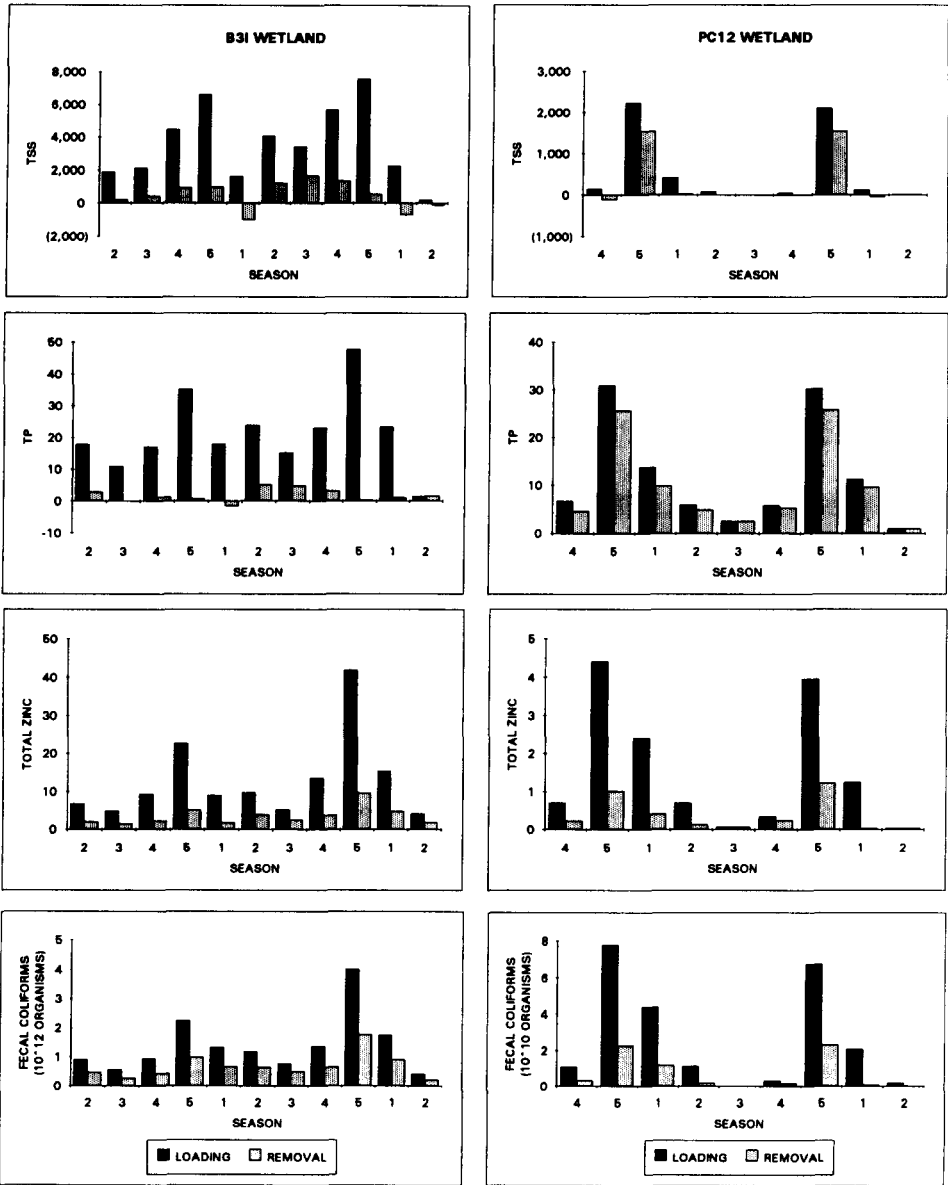 B3I WETLAND
8,000
6,000
4,000
2,000
0
(2,000)
TSS
2 3 4 5 1 2 3 4 5 1 2
SEASON
PC12 WETLAND
3,000
2,000
1,000
0
(1,000)
TSS
4 5 1 2 3 4 5 1 2
SEASON
50
40
30
20
10
0
-10
TP
2 3 4 5 1 2 3 4 5 1 2
SEASON
40
30
20
10
0
TP
4 5 1 2 3 4 5 1 2
SEASON
50
40
30
20
10
0
TOTAL ZINC
2 3 4 5 1 2 3 4 5 1 2
SEASON
5
4
3
2
1
0
TOTAL ZINC
4 5 1 2 3 4 5 1 2
SEASON
5
4
3
2
1
0
FECAL COLIFORMS
(10^12 ORGANISMS)
2 3 4 5 1 2 3 4 5 1 2
SEASON
LOADING REMOVAL
8
6
4
2
0
FECAL COLIFORMS
(10^10 ORGANISMS)
4 5 1 2 3 4 5 1 2
SEASON
LOADING REMOVAL